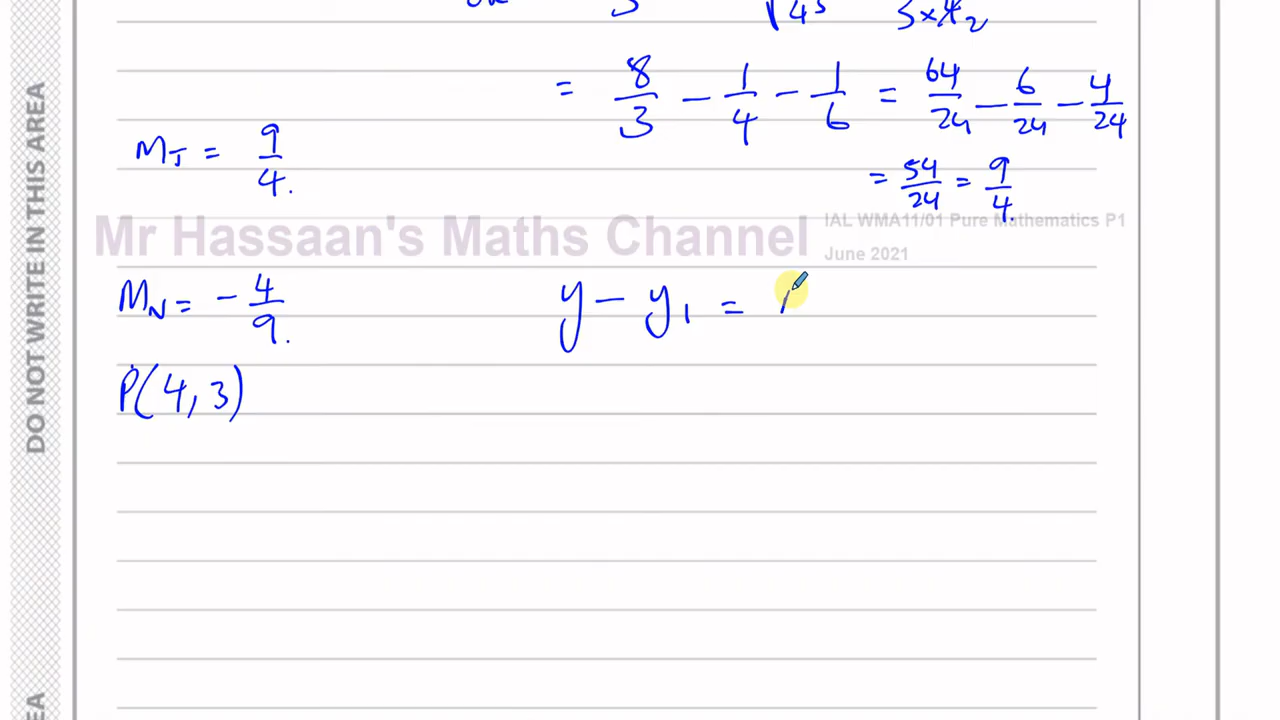 = 8/3 - 1/4 - 1/6 = 64/24 - 6/24 - 4/24
M_T = 9/4.
= 54/24 = 9/4.
Mr Hassaan's Maths Channel
IAL WMA11/01 Pure Mathematics P1
June 2021
M_N = -4/9.
y - y₁ =
P(4, 3)
DO NOT WRITE IN THIS AREA
EA